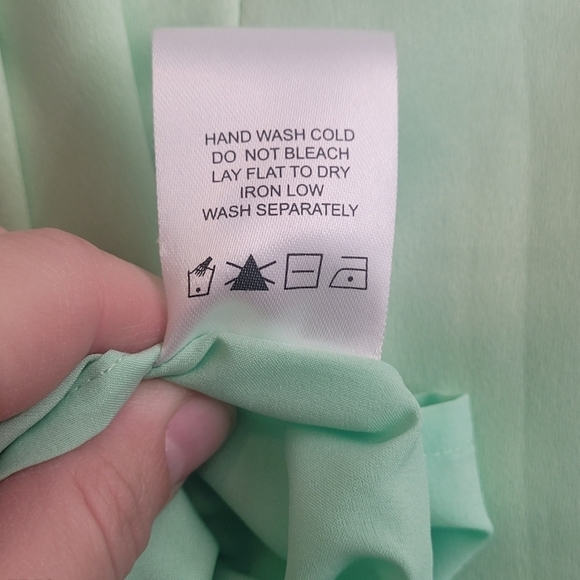 HAND WASH COLD
DO NOT BLEACH
LAY FLAT TO DRY
IRON LOW
WASH SEPARATELY